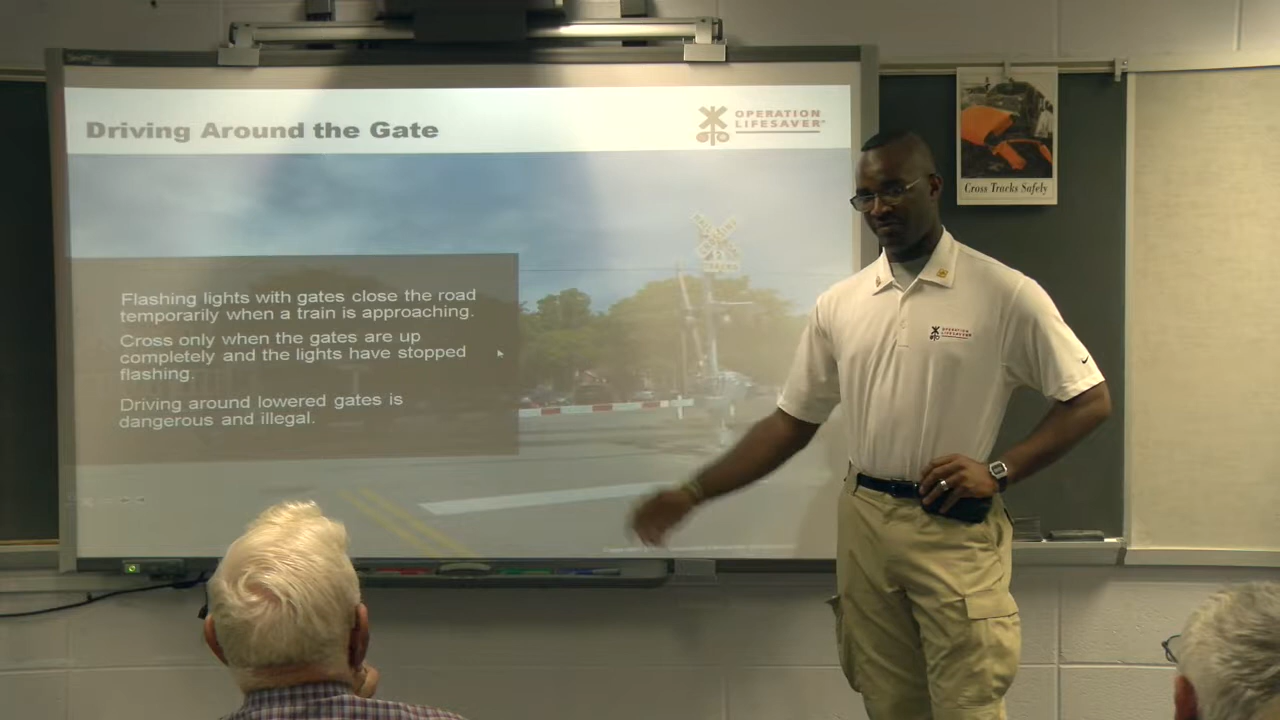 Driving Around the Gate
OPERATION
LIFESAVER
Flashing lights with gates close the road
temporarily when a train is approaching.
Cross only when the gates are up
completely and the lights have stopped
flashing.
Driving around lowered gates is
dangerous and illegal.
Cross Tracks Safely
OPERATION
LIFESAVER